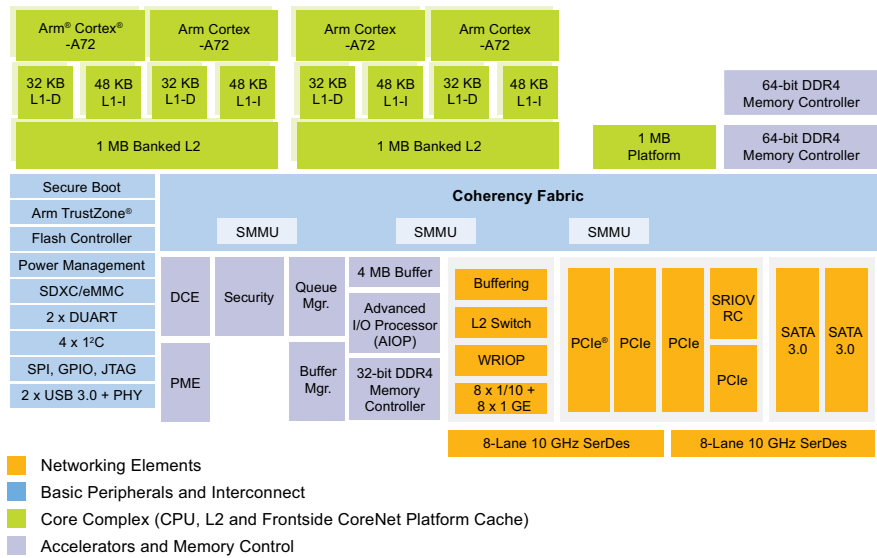 Arm® Cortex®
-A72
Arm Cortex
-A72
Arm Cortex
-A72
Arm Cortex
-A72
32 KB
L1-D
48 KB
L1-I
32 KB
L1-D
48 KB
L1-I
32 KB
L1-D
48 KB
L1-I
32 KB
L1-D
48 KB
L1-I
64-bit DDR4
Memory Controller
1 MB Banked L2
1 MB Banked L2
1 MB
Platform
64-bit DDR4
Memory Controller
Secure Boot
Arm TrustZone®
Flash Controller
Power Management
SDXC/eMMC
2 x DUART
4 x 1²C
SPI, GPIO, JTAG
2 x USB 3.0 + PHY
Coherency Fabric
SMMU
SMMU
SMMU
DCE
PME
Security
Queue
Mgr.
Buffer
Mgr.
4 MB Buffer
Advanced
I/O Processor
(AIOP)
32-bit DDR4
Memory
Controller
Buffering
L2 Switch
WRIOP
8 x 1/10 +
8 x 1 GE
PCIe®
PCIe
PCIe
SRIOV
RC
PCIe
SATA
3.0
SATA
3.0
8-Lane 10 GHz SerDes
8-Lane 10 GHz SerDes
Networking Elements
Basic Peripherals and Interconnect
Core Complex (CPU, L2 and Frontside CoreNet Platform Cache)
Accelerators and Memory Control